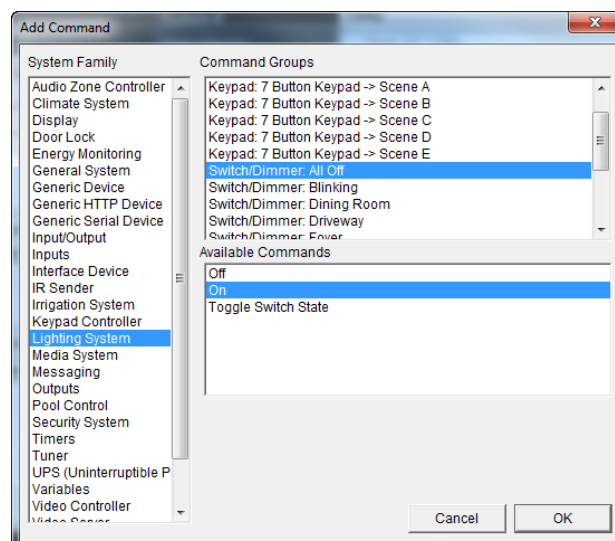 Add Command
System Family
Audio Zone Controller
Climate System
Display
Door Lock
Energy Monitoring
General System
Generic Device
Generic HTTP Device
Generic Serial Device
Input/Output
Inputs
Interface Device
IR Sender
Irrigation System
Keypad Controller
Lighting System
Media System
Messaging
Outputs
Pool Control
Security System
Timers
Tuner
UPS (Uninterruptible P
Variables
Video Controller
Video Server
Command Groups
Keypad: 7 Button Keypad -> Scene A
Keypad: 7 Button Keypad -> Scene B
Keypad: 7 Button Keypad -> Scene C
Keypad: 7 Button Keypad -> Scene D
Keypad: 7 Button Keypad -> Scene E
Switch/Dimmer: All Off
Switch/Dimmer: Blinking
Switch/Dimmer: Dining Room
Switch/Dimmer: Driveway
Switch/Dimmer: Foyer
Available Commands
Off
On
Toggle Switch State
Cancel
OK